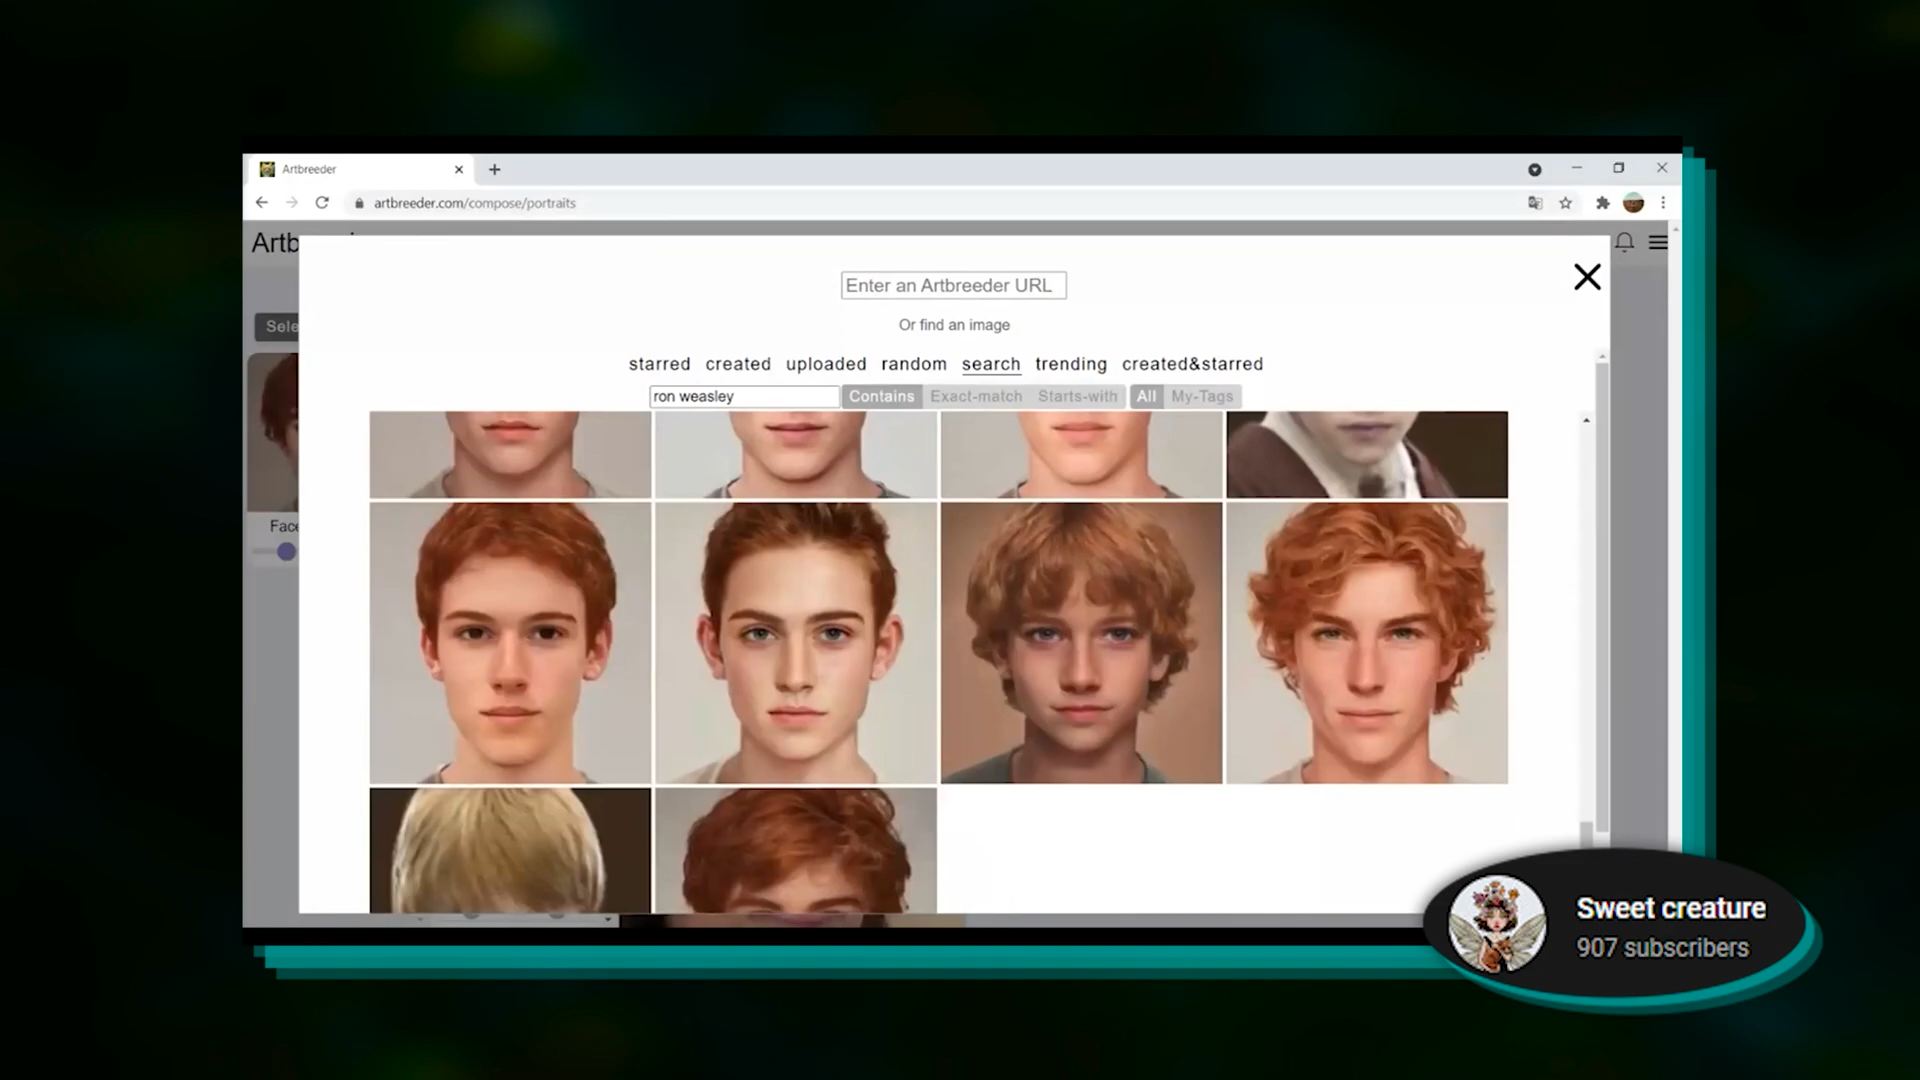 Artbreeder
artbreeder.com/compose/portraits
Artb
Enter an Artbreeder URL
Or find an image
starred created uploaded random search trending created&starred
ron weasley Contains Exact-match Starts-with All My-Tags
Sele
Face
Sweet creature
907 subscribers